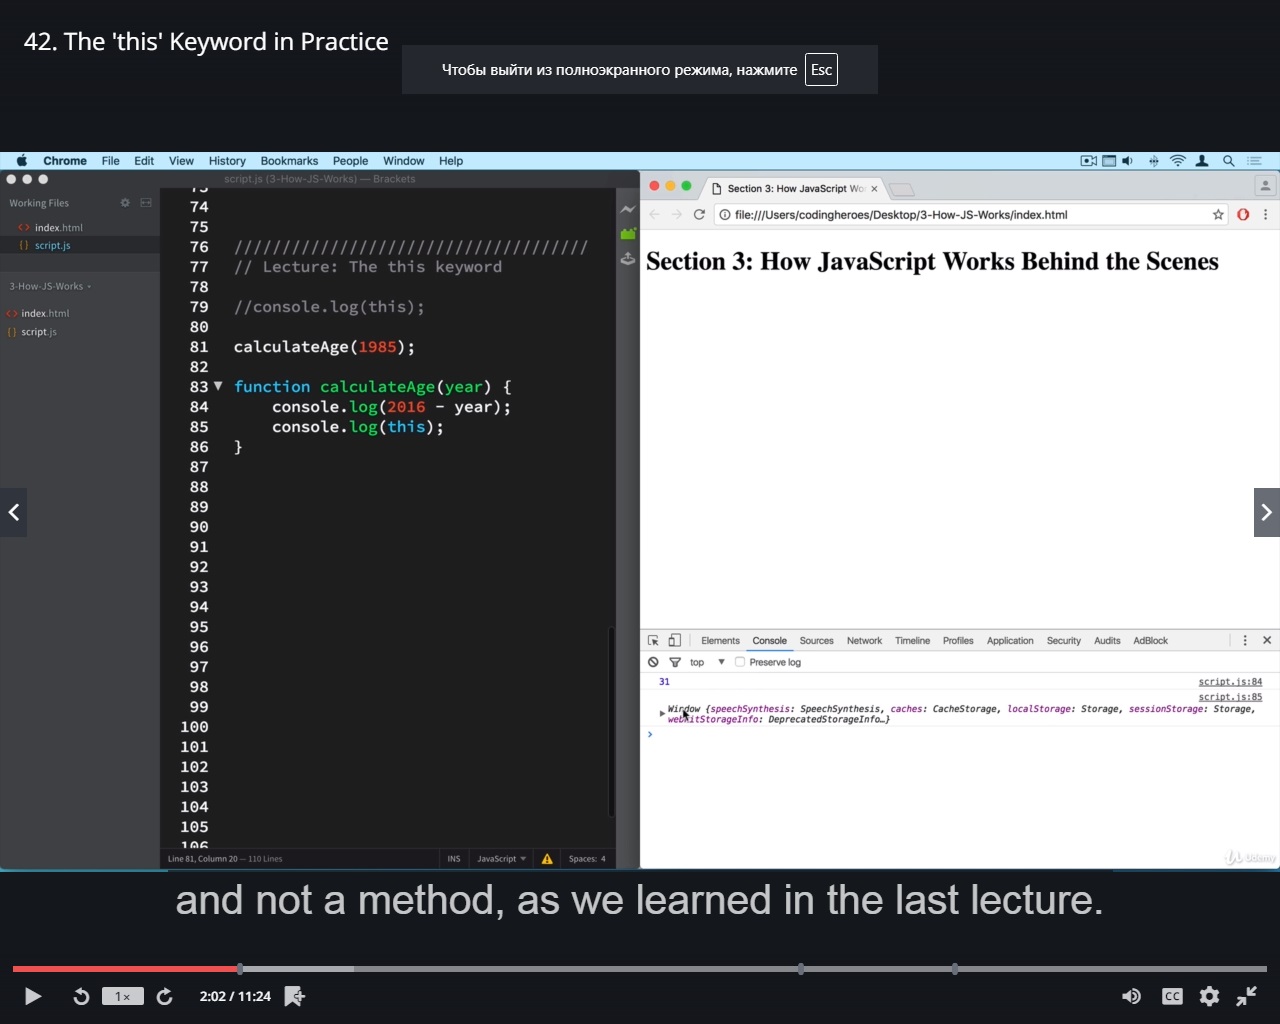 42. The 'this' Keyword in Practice
Чтобы выйти из полноэкранного режима, нажмите Esc
Chrome File Edit View History Bookmarks People Window Help
script.js (3-How-JS-Works) — Brackets
Working Files
index.html
script.js
3-How-JS-Works
index.html
script.js
74
75
76 /////////////////////////////////////
77 // Lecture: The this keyword
78
79 //console.log(this);
80
81 calculateAge(1985);
82
83 function calculateAge(year) {
84 console.log(2016 - year);
85 console.log(this);
86 }
87
88
89
90
91
92
93
94
95
96
97
98
99
100
101
102
103
104
105
106
Line 81, Column 20 — 110 Lines
INS JavaScript Spaces: 4
Section 3: How JavaScript Wor
file:///Users/codingheroes/Desktop/3-How-JS-Works/index.html
Section 3: How JavaScript Works Behind the Scenes
Elements Console Sources Network Timeline Profiles Application Security Audits AdBlock
top Preserve log
31 script.js:84
script.js:85
Window {speechSynthesis: SpeechSynthesis, caches: CacheStorage, localStorage: Storage, sessionStorage: Storage,
webkitStorageInfo: DeprecatedStorageInfo…}
Udemy
and not a method, as we learned in the last lecture.
1x 2:02 / 11:24 CC